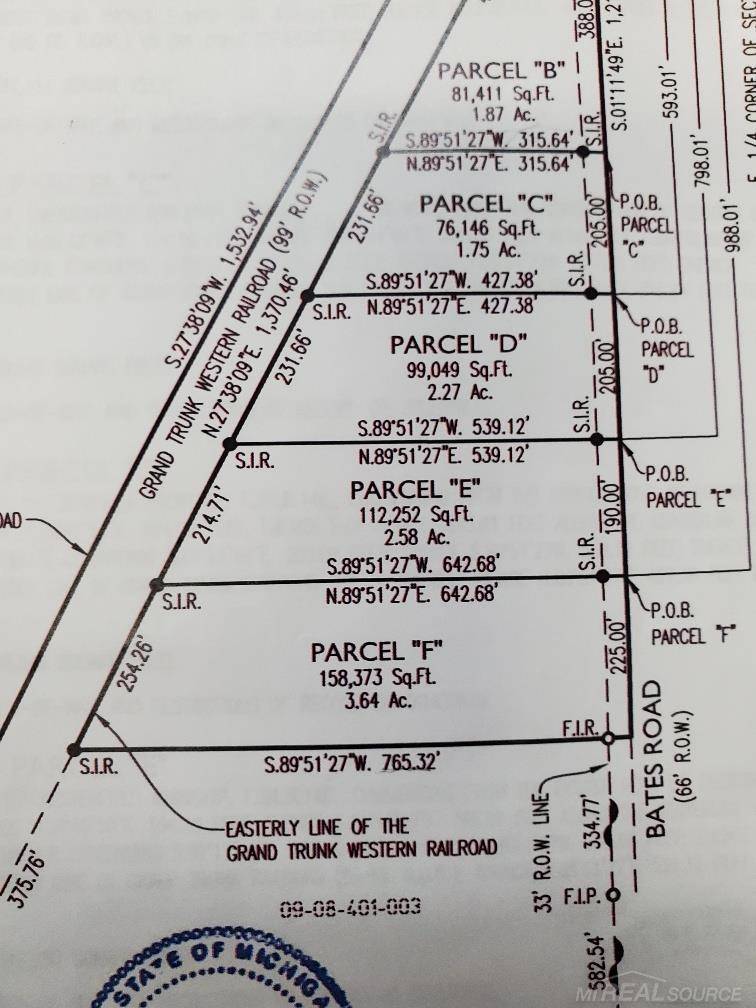 388.0
S.01°11'49"E. 1,21
593.01'
798.01'
988.01'
E. 1/4 CORNER OF SEC
PARCEL "B"
81,411 Sq.Ft.
1.87 Ac.
S.I.R.
S.89°51'27"W. 315.64'
N.89°51'27"E. 315.64'
S.I.R.
PARCEL "C"
76,146 Sq.Ft.
1.75 Ac.
231.66'
205.00'
P.O.B.
PARCEL
"C"
S.27°38'09"W. 1,532.94'
GRAND TRUNK WESTERN RAILROAD (99' R.O.W.)
N.27°38'09"E. 1,370.46'
S.89°51'27"W. 427.38'
N.89°51'27"E. 427.38'
S.I.R.
S.I.R.
P.O.B.
PARCEL
"D"
PARCEL "D"
99,049 Sq.Ft.
2.27 Ac.
231.66'
205.00'
S.89°51'27"W. 539.12'
N.89°51'27"E. 539.12'
S.I.R.
S.I.R.
P.O.B.
PARCEL "E"
PARCEL "E"
112,252 Sq.Ft.
2.58 Ac.
214.71'
190.00'
OAD
S.89°51'27"W. 642.68'
N.89°51'27"E. 642.68'
S.I.R.
S.I.R.
P.O.B.
PARCEL "F"
PARCEL "F"
158,373 Sq.Ft.
3.64 Ac.
254.26'
225.00'
F.I.R.
S.I.R.
S.89°51'27"W. 765.32'
BATES ROAD
(66' R.O.W.)
EASTERLY LINE OF THE
GRAND TRUNK WESTERN RAILROAD
33' R.O.W. LINE
334.77'
375.76'
F.I.P.
09-08-401-003
582.54'
STATE OF MICHIGA
MiREALSOURCE